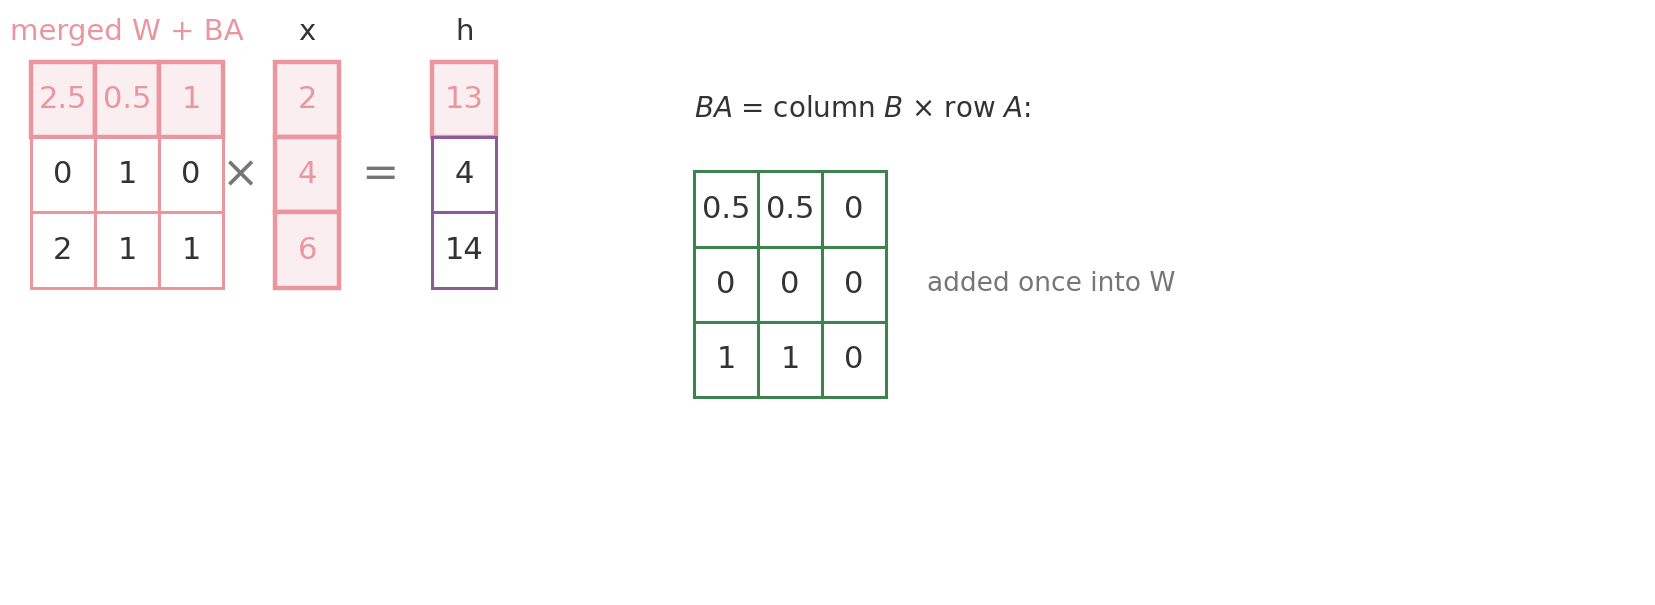 merged W + BA x h
2.5 0.5 1 2 13
0 1 0 × 4 = 4
2 1 1 6 14
BA = column B × row A:
0.5 0.5 0
0 0 0 added once into W
1 1 0